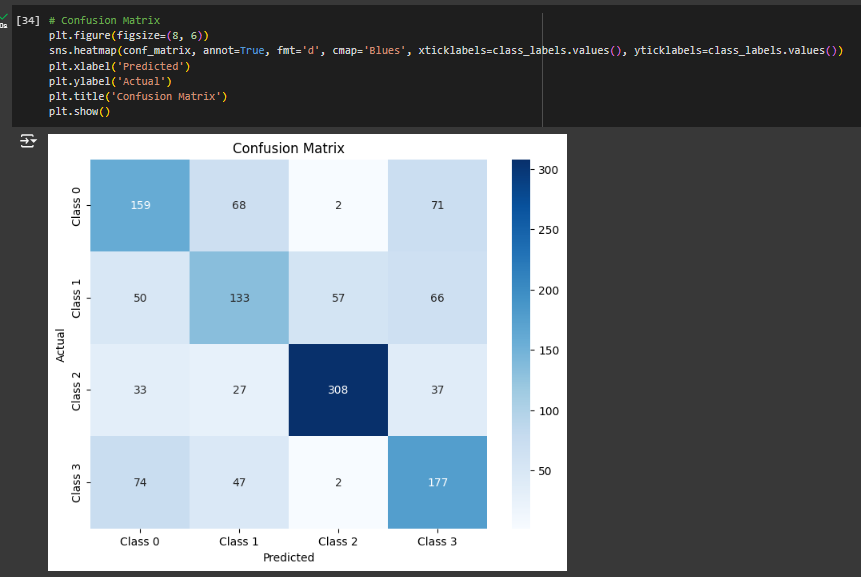 [34] # Confusion Matrix
plt.figure(figsize=(8, 6))
sns.heatmap(conf_matrix, annot=True, fmt='d', cmap='Blues', xticklabels=class_labels.values(), yticklabels=class_labels.values())
plt.xlabel('Predicted')
plt.ylabel('Actual')
plt.title('Confusion Matrix')
plt.show()
0s
Confusion Matrix
Class 0 159 68 2 71
Class 1 50 133 57 66
Class 2 33 27 308 37
Class 3 74 47 2 177
Actual
Class 0 Class 1 Class 2 Class 3
Predicted
300
250
200
150
100
50